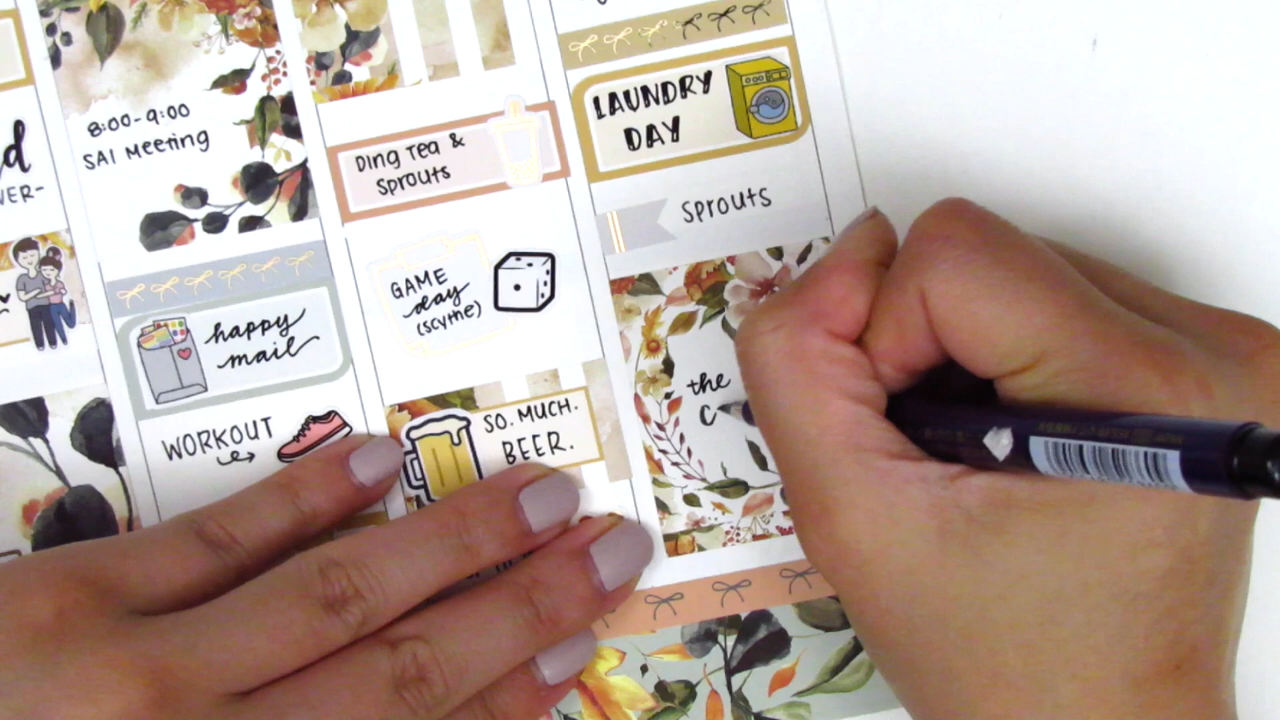 8:00-9:00
SAI Meeting
happy
mail
WORKOUT
Ding Tea &
Sprouts
GAME
day
(scythe)
SO. MUCH.
BEER.
LAUNDRY
DAY
Sprouts
the
C